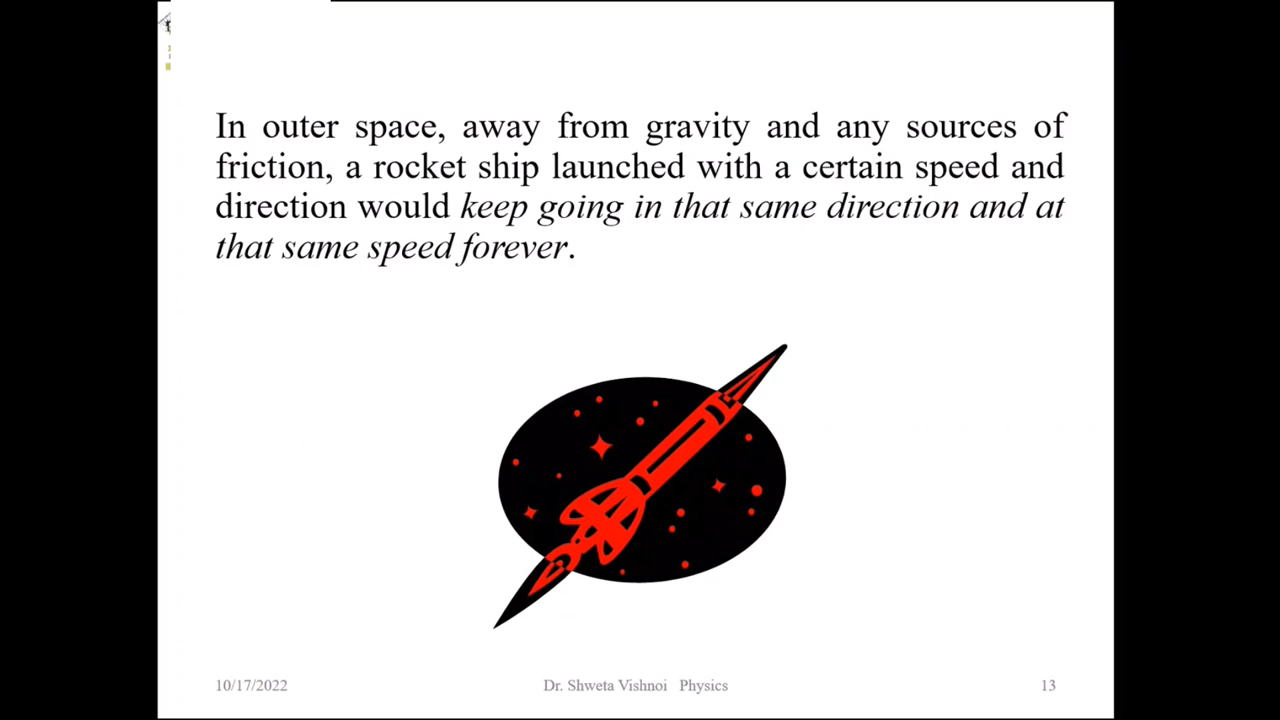 In outer space, away from gravity and any sources of
friction, a rocket ship launched with a certain speed and
direction would keep going in that same direction and at
that same speed forever.
10/17/2022
Dr. Shweta Vishnoi Physics
13